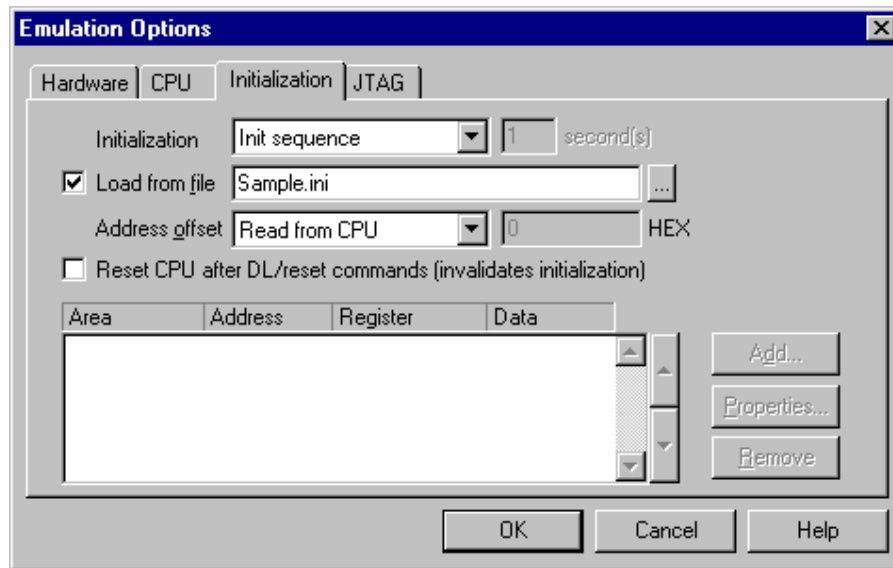 Emulation Options
Hardware CPU Initialization JTAG
Initialization Init sequence 1 second(s)
Load from file Sample.ini ...
Address offset Read from CPU 0 HEX
Reset CPU after DL/reset commands (invalidates initialization)
Area Address Register Data
Add...
Properties...
Remove
OK Cancel Help